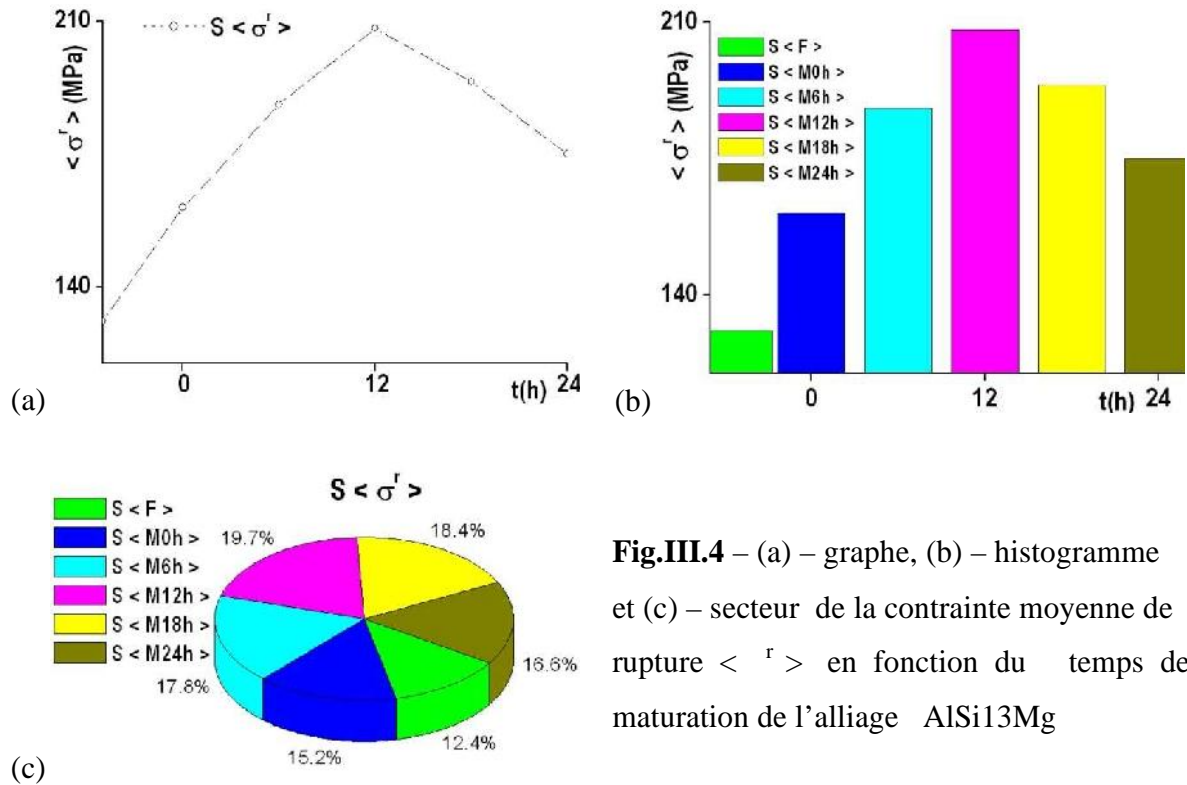 210
S < σʳ >
< σʳ > (MPa)
140
0
12
t(h)
24
(a)
210
S < F >
S < M0h >
S < M6h >
S < M12h >
S < M18h >
S < M24h >
< σʳ > (MPa)
140
0
12
t(h)
24
(b)
S < σʳ >
S < F >
S < M0h >
S < M6h >
S < M12h >
S < M18h >
S < M24h >
19.7%
18.4%
17.8%
16.6%
15.2%
12.4%
(c)
Fig.III.4 – (a) – graphe, (b) – histogramme
et (c) – secteur de la contrainte moyenne de
rupture < ʳ > en fonction du temps de
maturation de l’alliage AlSi13Mg